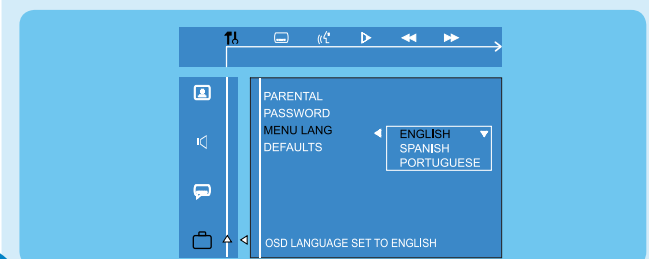 PARENTAL
PASSWORD
MENU LANG
DEFAULTS
ENGLISH
SPANISH
PORTUGUESE
OSD LANGUAGE SET TO ENGLISH